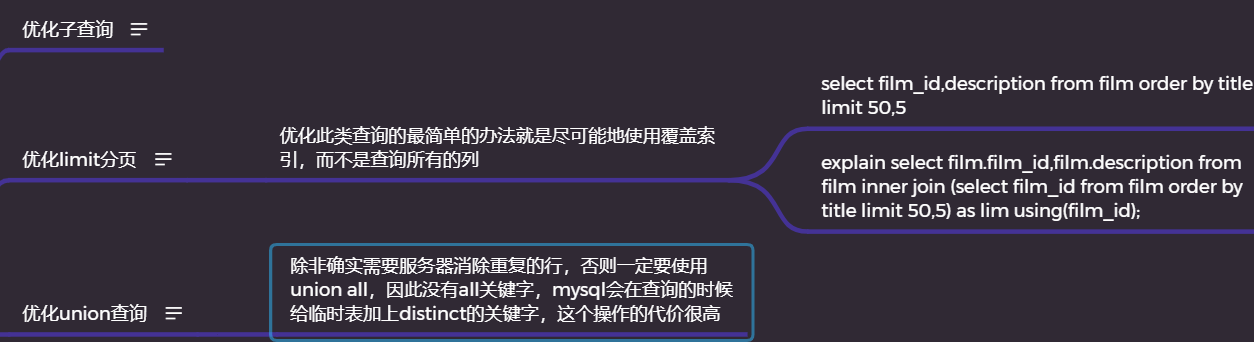 优化子查询
优化limit分页
优化此类查询的最简单的办法就是尽可能地使用覆盖索
引，而不是查询所有的列
select film_id,description from film order by title
limit 50,5
explain select film.film_id,film.description from
film inner join (select film_id from film order by
title limit 50,5) as lim using(film_id);
优化union查询
除非确实需要服务器消除重复的行，否则一定要使用
union all，因此没有all关键字，mysql会在查询的时候
给临时表加上distinct的关键字，这个操作的代价很高